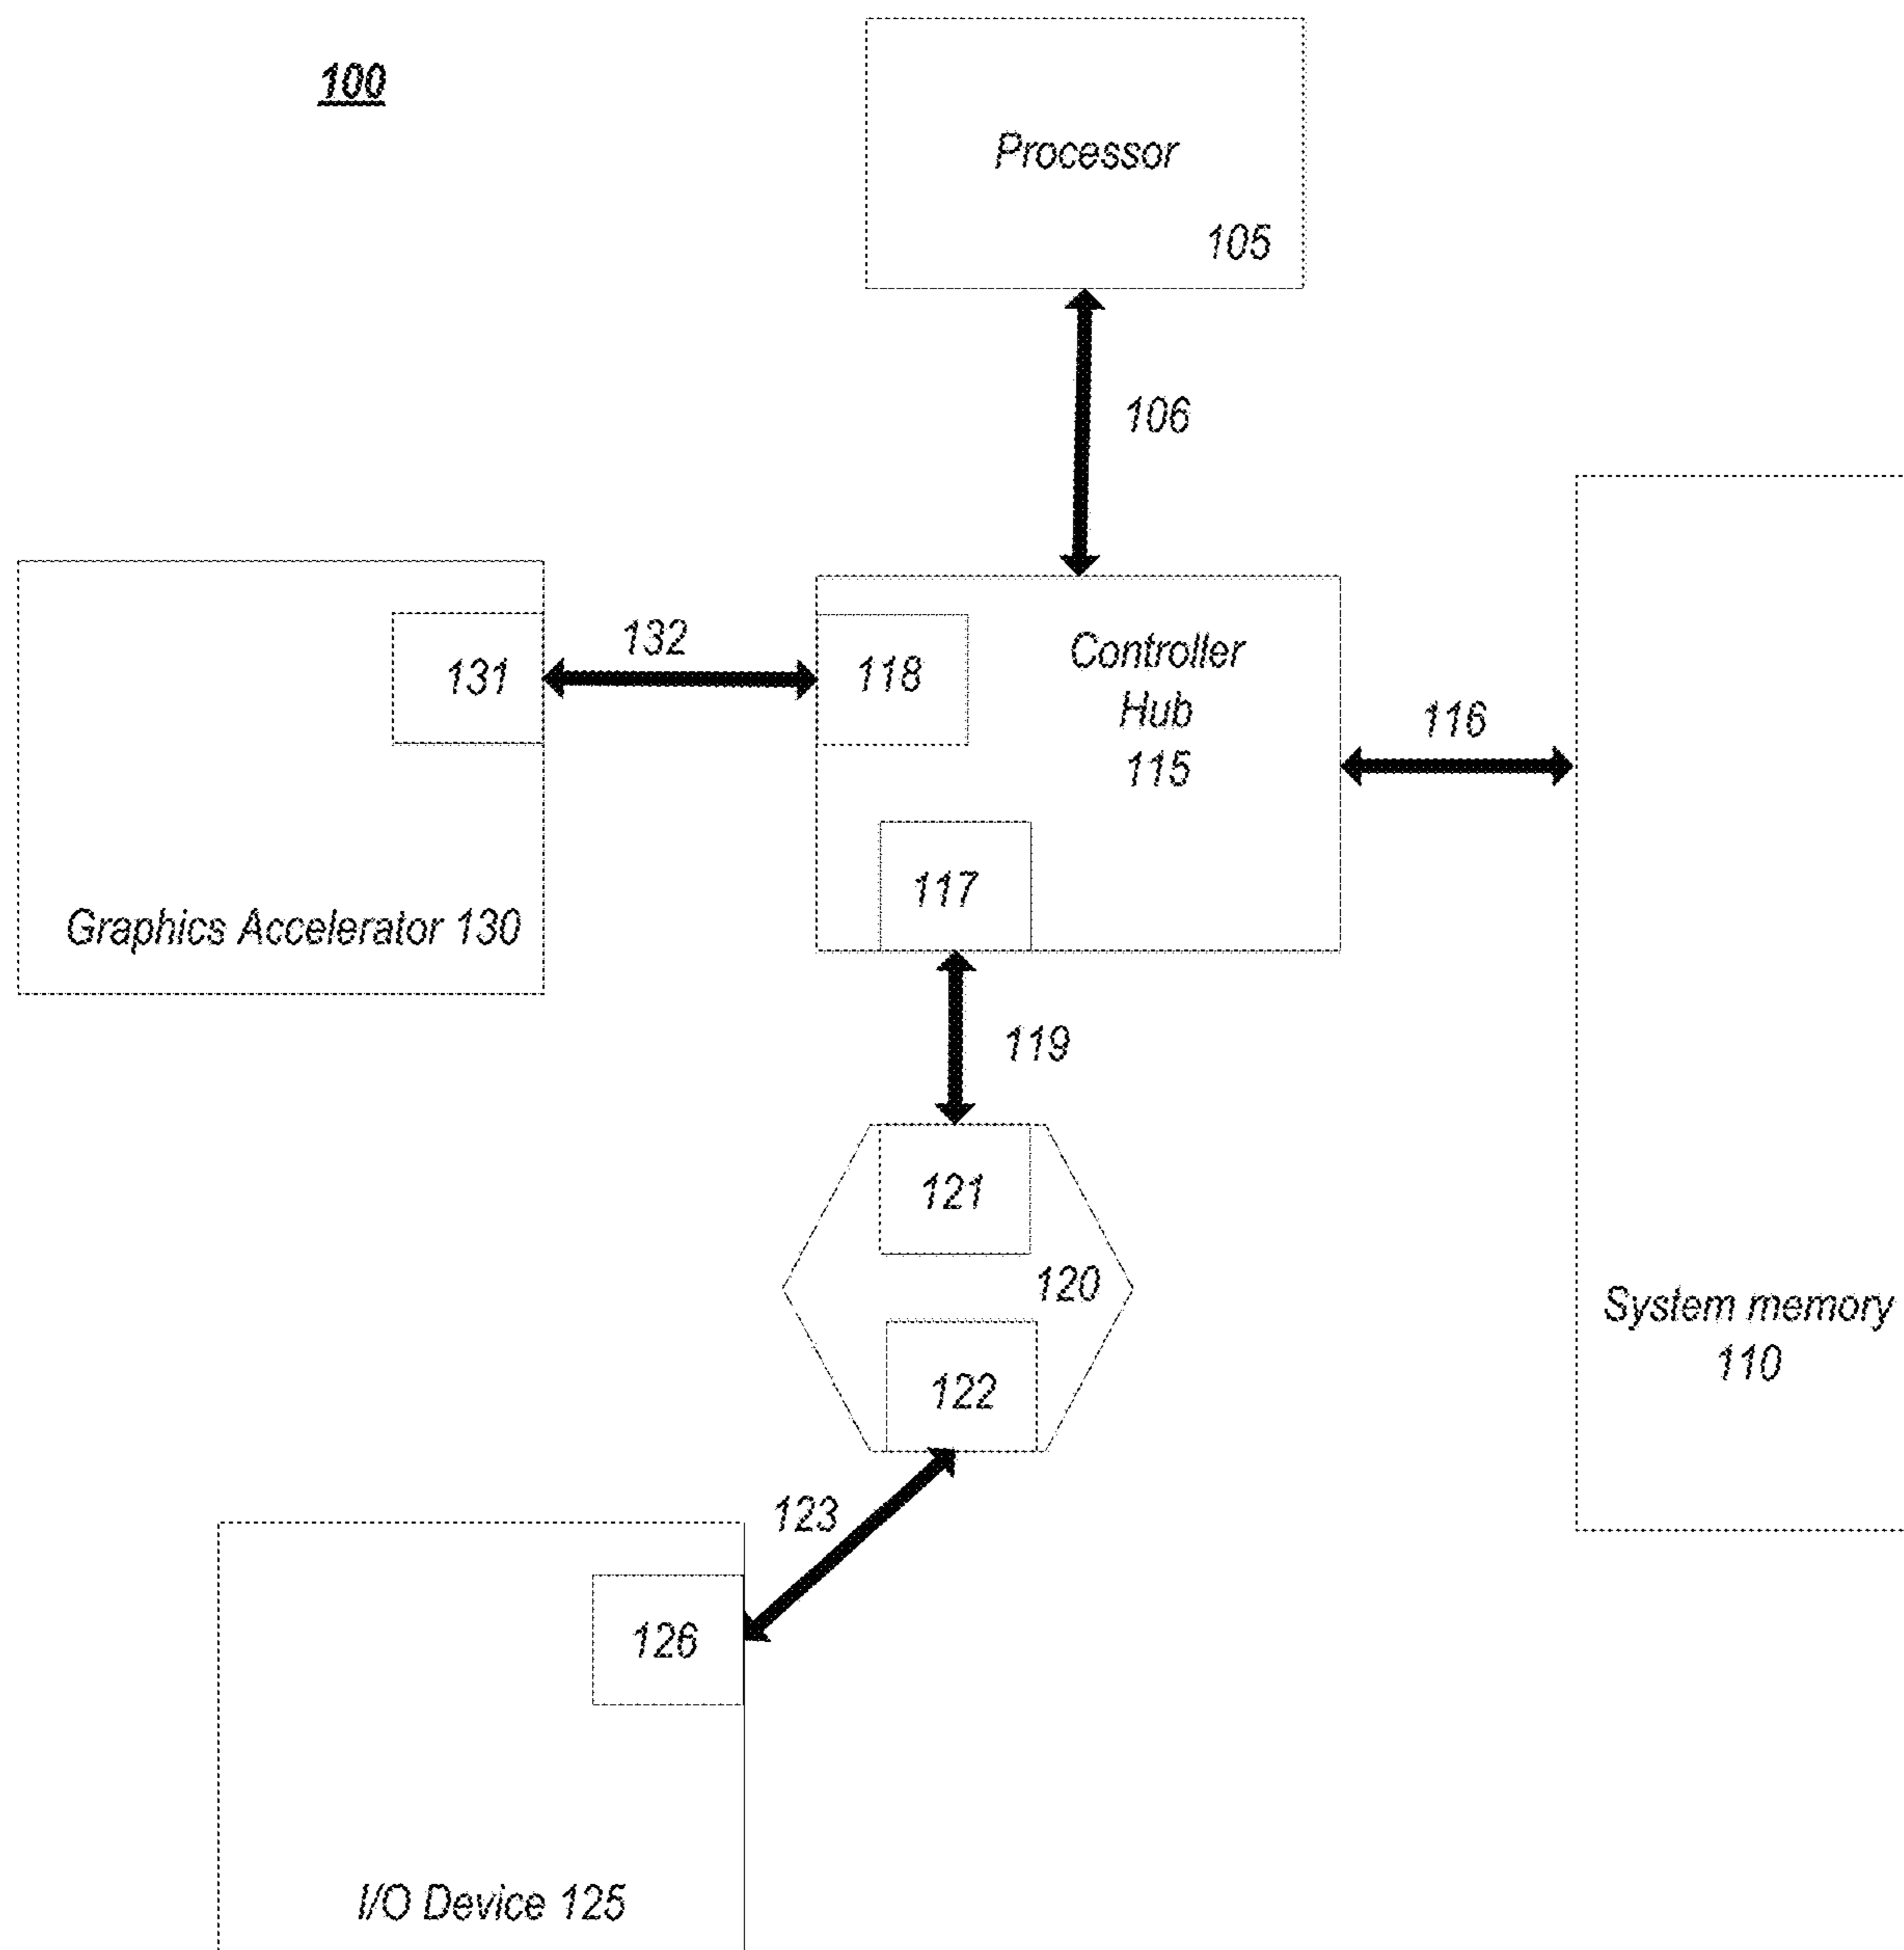 100
Processor
105
106
132
131
118
Controller
Hub
115
116
117
Graphics Accelerator 130
119
121
120
122
System memory
110
123
126
I/O Device 125